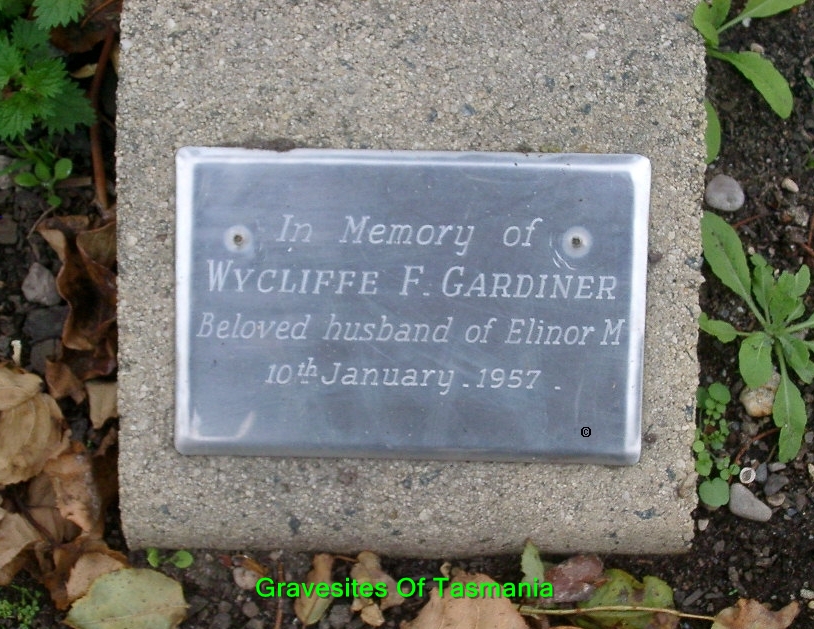 In Memory of
WYCLIFFE F. GARDINER
Beloved husband of Elinor M
10th January. 1957.
©
Gravesites Of Tasmania